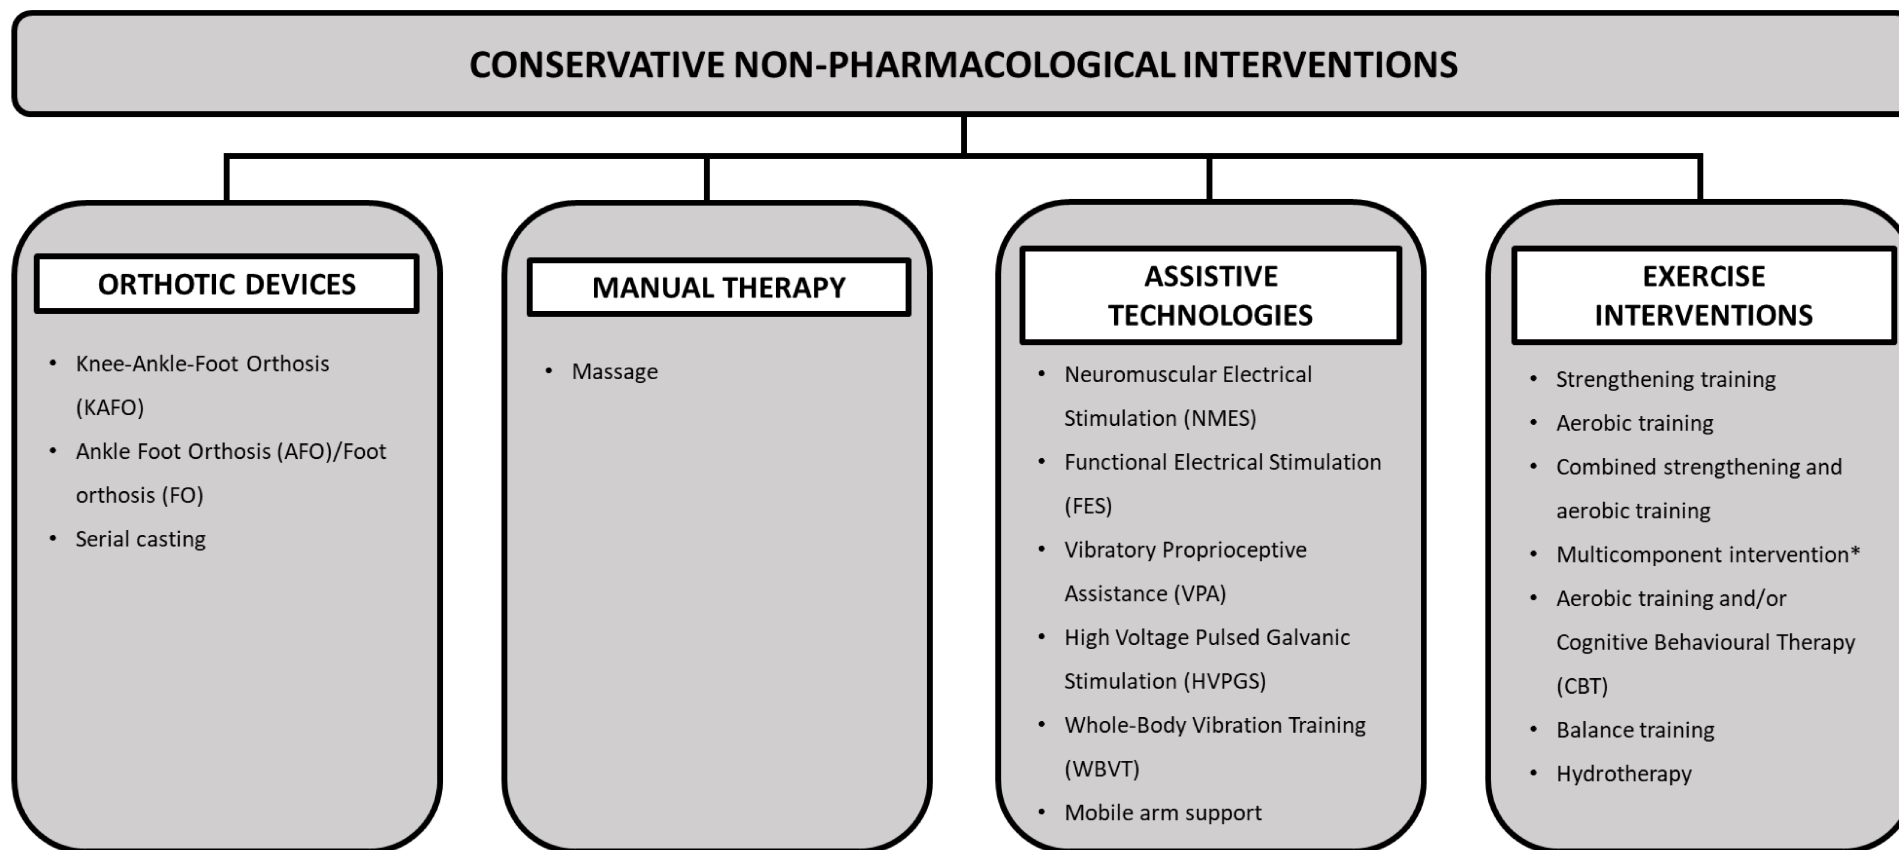 CONSERVATIVE NON-PHARMACOLOGICAL INTERVENTIONS
ORTHOTIC DEVICES
• Knee-Ankle-Foot Orthosis
(KAFO)
• Ankle Foot Orthosis (AFO)/Foot
orthosis (FO)
• Serial casting
MANUAL THERAPY
• Massage
ASSISTIVE
TECHNOLOGIES
• Neuromuscular Electrical
Stimulation (NMES)
• Functional Electrical Stimulation
(FES)
• Vibratory Proprioceptive
Assistance (VPA)
• High Voltage Pulsed Galvanic
Stimulation (HVPGS)
• Whole-Body Vibration Training
(WBVT)
• Mobile arm support
EXERCISE
INTERVENTIONS
• Strengthening training
• Aerobic training
• Combined strengthening and
aerobic training
• Multicomponent intervention*
• Aerobic training and/or
Cognitive Behavioural Therapy
(CBT)
• Balance training
• Hydrotherapy